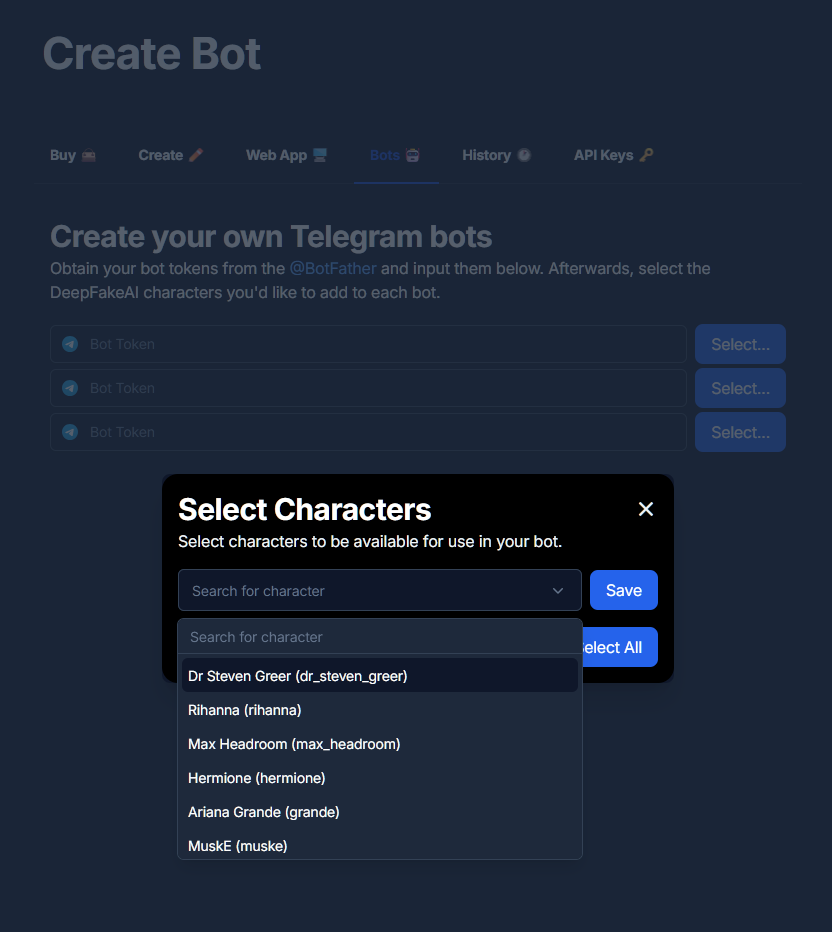 Create Bot
Buy Create Web App Bots History API Keys
Create your own Telegram bots
Obtain your bot tokens from the @BotFather and input them below. Afterwards, select the
DeepFakeAI characters you'd like to add to each bot.
Bot Token Select...
Bot Token Select...
Bot Token Select...
Select Characters
Select characters to be available for use in your bot.
Search for character Save
Search for character
elect All
Dr Steven Greer (dr_steven_greer)
Rihanna (rihanna)
Max Headroom (max_headroom)
Hermione (hermione)
Ariana Grande (grande)
MuskE (muske)